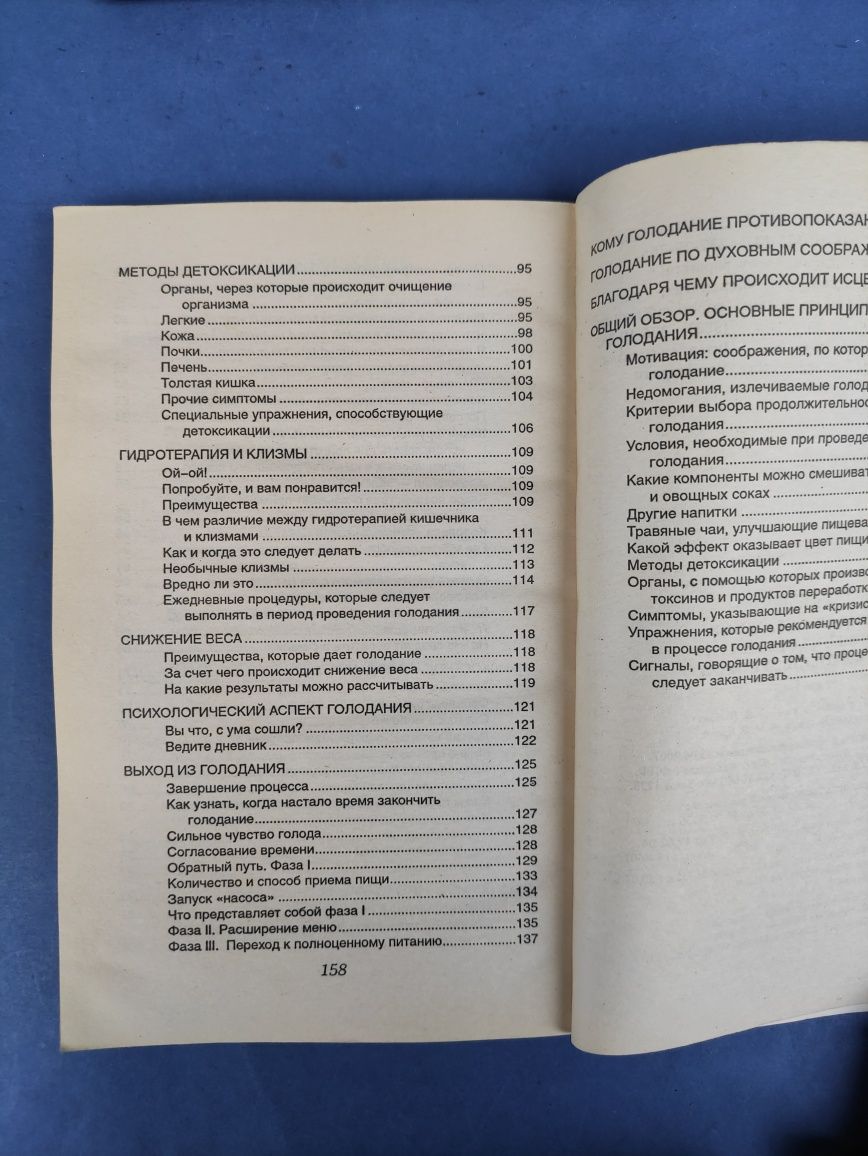 МЕТОДЫ ДЕТОКСИКАЦИИ....95
Органы, через которые происходит очищение
организма....95
Легкие....95
Кожа....98
Почки....100
Печень....101
Толстая кишка....103
Прочие симптомы....104
Специальные упражнения, способствующие
детоксикации....106
ГИДРОТЕРАПИЯ И КЛИЗМЫ....109
Ой–ой!....109
Попробуйте, и вам понравится!....109
Преимущества....109
В чем различие между гидротерапией кишечника
и клизмами....111
Как и когда это следует делать....112
Необычные клизмы....113
Вредно ли это....114
Ежедневные процедуры, которые следует
выполнять в период проведения голодания....117
СНИЖЕНИЕ ВЕСА....118
Преимущества, которые дает голодание....118
За счет чего происходит снижение веса....118
На какие результаты можно рассчитывать....119
ПСИХОЛОГИЧЕСКИЙ АСПЕКТ ГОЛОДАНИЯ....121
Вы что, с ума сошли?....121
Ведите дневник....122
ВЫХОД ИЗ ГОЛОДАНИЯ....125
Завершение процесса....125
Как узнать, когда настало время закончить
голодание....127
Сильное чувство голода....128
Согласование времени....128
Обратный путь. Фаза I....129
Количество и способ приема пищи....133
Запуск «насоса»....134
Что представляет собой фаза I....135
Фаза II. Расширение меню....135
Фаза III. Переход к полноценному питанию....137
158
КОМУ ГОЛОДАНИЕ ПРОТИВОПОКАЗАН
ГОЛОДАНИЕ ПО ДУХОВНЫМ СООБРАЖ
БЛАГОДАРЯ ЧЕМУ ПРОИСХОДИТ ИСЦЕ
ОБЩИЙ ОБЗОР. ОСНОВНЫЕ ПРИНЦИП
ГОЛОДАНИЯ....
Мотивация: соображения, по котор
голодание....
Недомогания, излечиваемые голод
Критерии выбора продолжительнос
голодания....
Условия, необходимые при проведе
голодания....
Какие компоненты можно смешиват
и овощных соках....
Другие напитки....
Травяные чаи, улучшающие пищева
Какой эффект оказывает цвет пищи
Методы детоксикации....
Органы, с помощью которых произво
токсинов и продуктов переработк
Симптомы, указывающие на «кризис
Упражнения, которые рекомендуется
в процессе голодания....
Сигналы, говорящие о том, что проце
следует заканчивать....